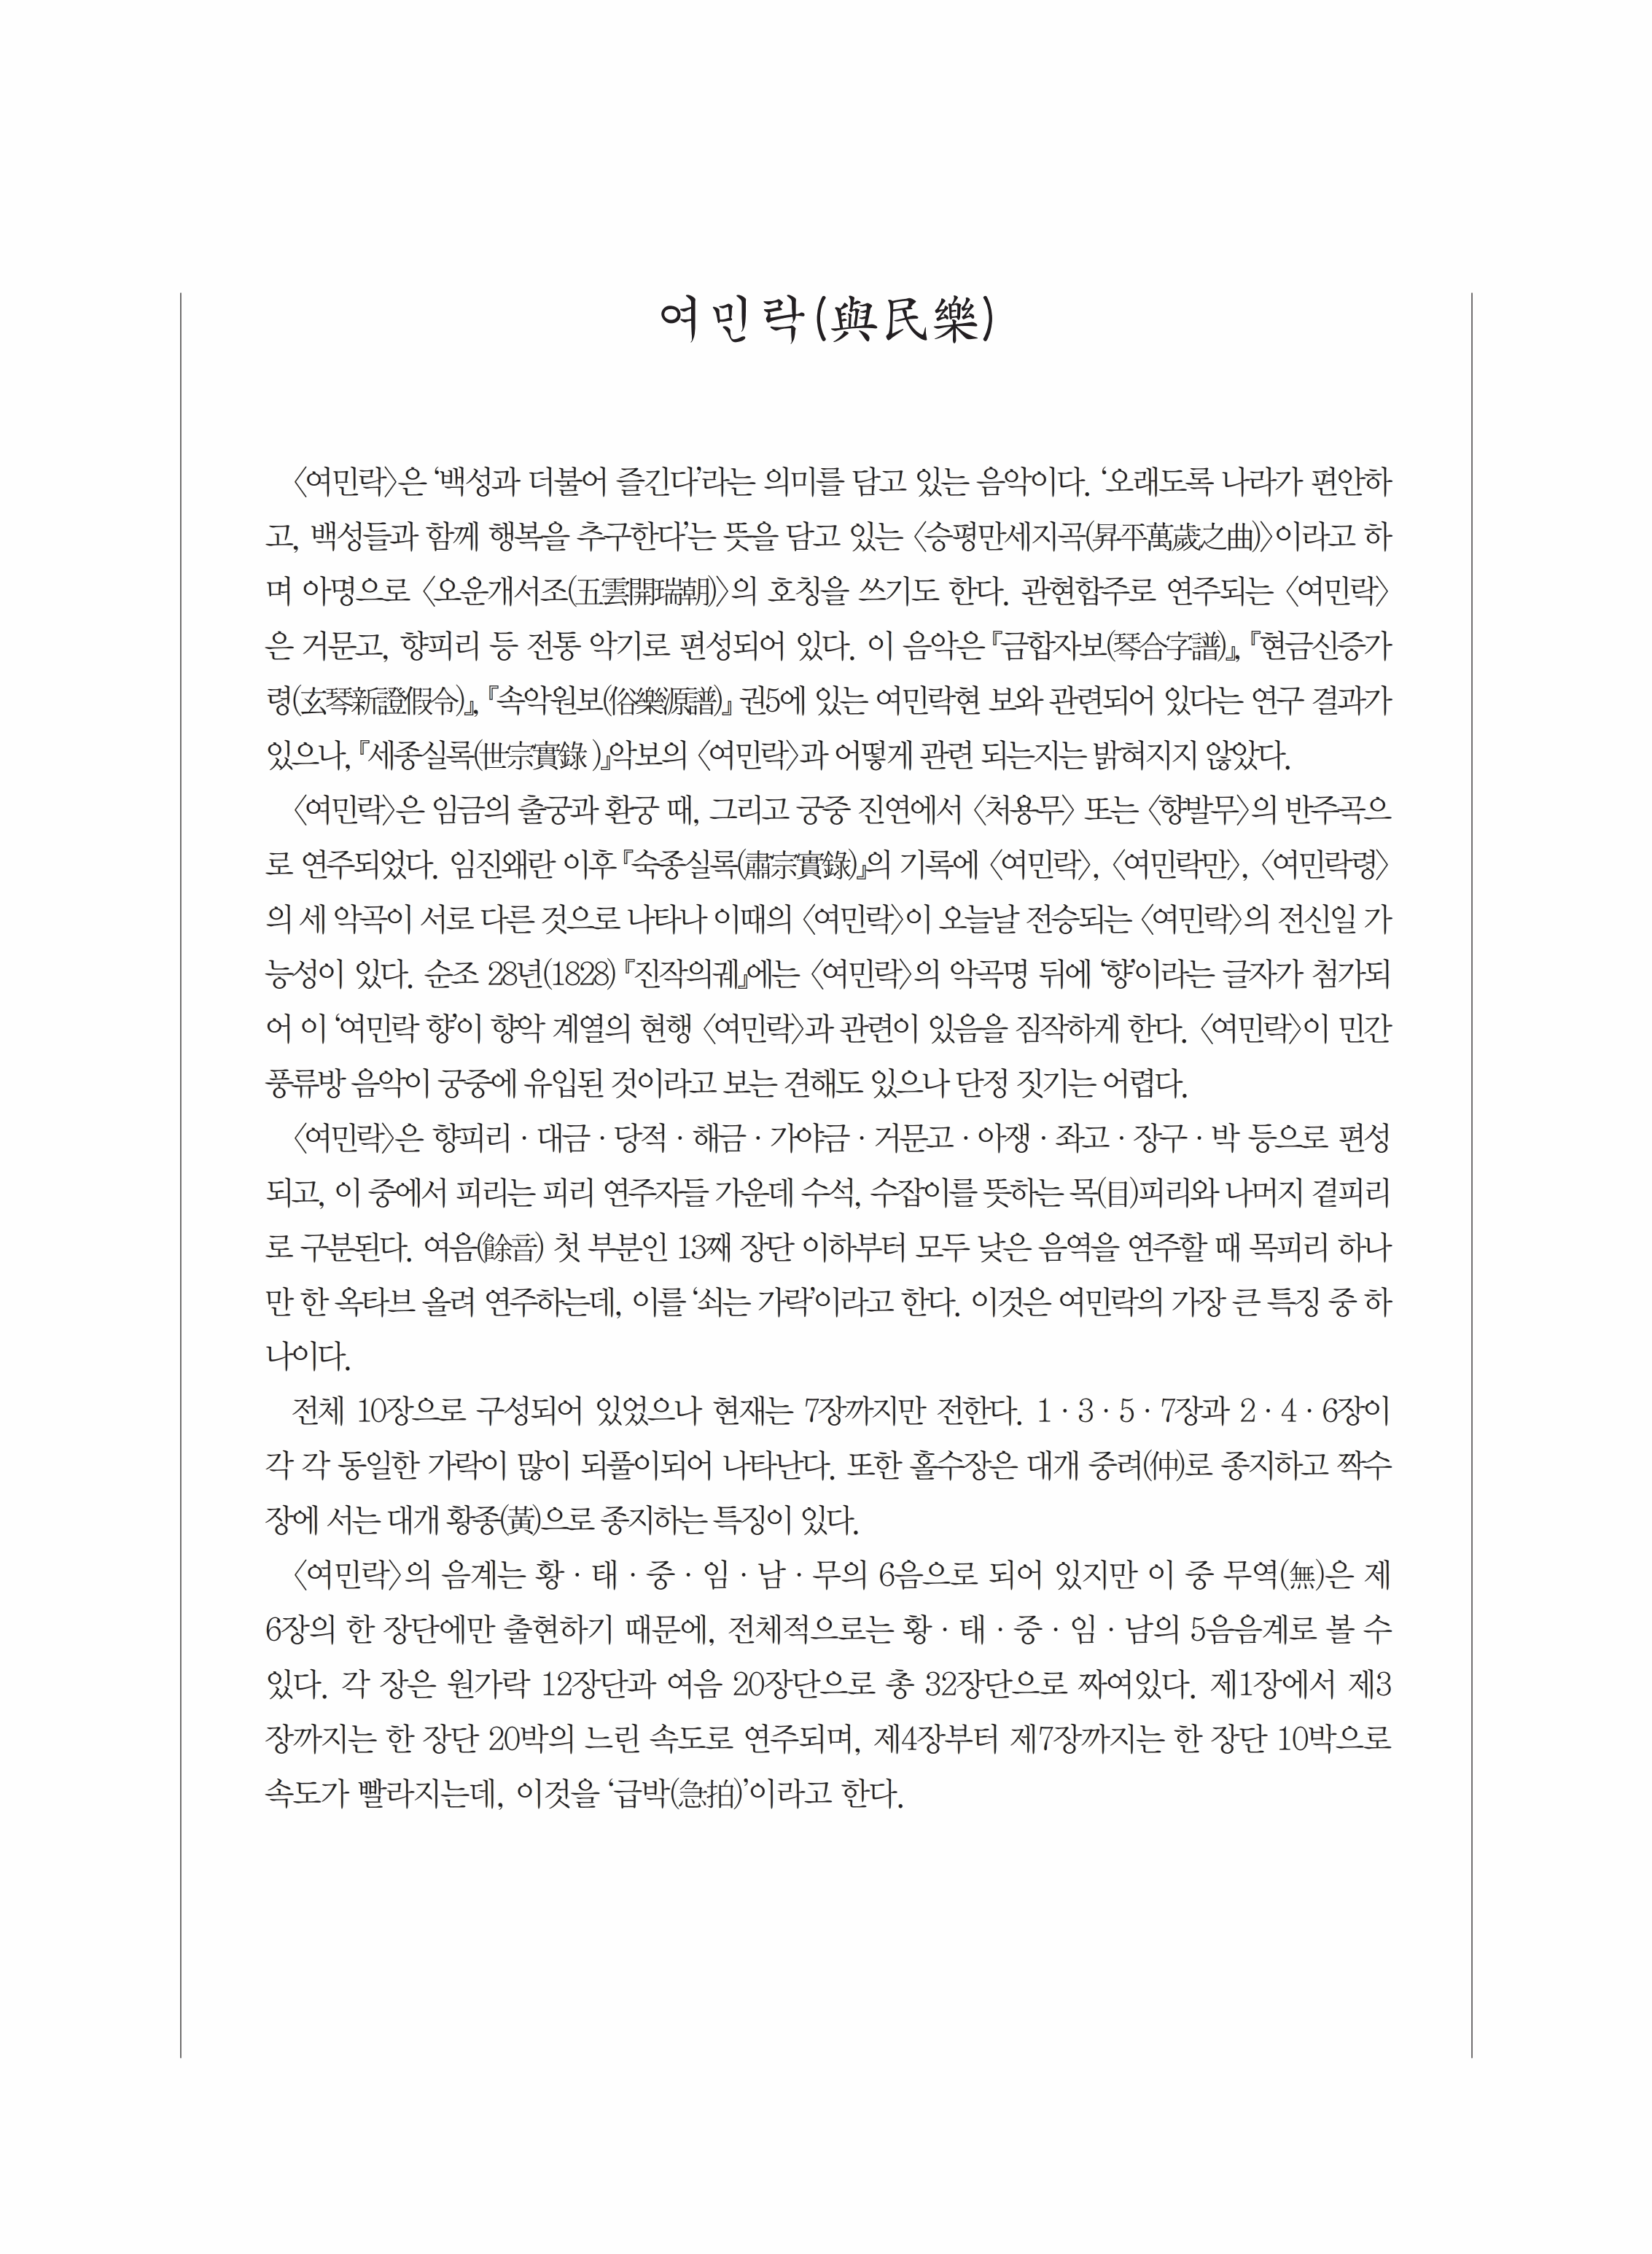 여민락(與民樂)
〈여민락〉은 ‘백성과 더불어 즐긴다’라는 의미를 담고 있는 음악이다. ‘오래도록 나라가 편안하
고, 백성들과 함께 행복을 추구한다’는 뜻을 담고 있는 〈승평만세지곡(昇平萬歲之曲)〉이라고 하
며 아명으로 〈오운개서조(五雲開瑞朝)〉의 호칭을 쓰기도 한다. 관현합주로 연주되는 〈여민락〉
은 거문고, 향피리 등 전통 악기로 편성되어 있다. 이 음악은 『금합자보(琴合字譜)』, 『현금신증가
령(玄琴新證假令)』, 『속악원보(俗樂源譜)』 권5에 있는 여민락현 보와 관련되어 있다는 연구 결과가
있으나, 『세종실록(世宗實錄 )』악보의 〈여민락〉과 어떻게 관련 되는지는 밝혀지지 않았다.
〈여민락〉은 임금의 출궁과 환궁 때, 그리고 궁중 진연에서 〈처용무〉 또는 〈향발무〉의 반주곡으
로 연주되었다. 임진왜란 이후 『숙종실록(肅宗實錄)』의 기록에 〈여민락〉, 〈여민락만〉, 〈여민락령〉
의 세 악곡이 서로 다른 것으로 나타나 이때의 〈여민락〉이 오늘날 전승되는 〈여민락〉의 전신일 가
능성이 있다. 순조 28년(1828) 『진작의궤』에는 〈여민락〉의 악곡명 뒤에 ‘향’이라는 글자가 첨가되
어 이 ‘여민락 향’이 향악 계열의 현행 〈여민락〉과 관련이 있음을 짐작하게 한다. 〈여민락〉이 민간
풍류방 음악이 궁중에 유입된 것이라고 보는 견해도 있으나 단정 짓기는 어렵다.
〈여민락〉은 향피리 · 대금 · 당적 · 해금 · 가야금 · 거문고 · 아쟁 · 좌고 · 장구 · 박 등으로 편성
되고, 이 중에서 피리는 피리 연주자들 가운데 수석, 수잡이를 뜻하는 목(目)피리와 나머지 곁피리
로 구분된다. 여음(餘音) 첫 부분인 13째 장단 이하부터 모두 낮은 음역을 연주할 때 목피리 하나
만 한 옥타브 올려 연주하는데, 이를 ‘쇠는 가락’이라고 한다. 이것은 여민락의 가장 큰 특징 중 하
나이다.
전체 10장으로 구성되어 있었으나 현재는 7장까지만 전한다. 1 · 3 · 5 · 7장과 2 · 4 · 6장이
각 각 동일한 가락이 많이 되풀이되어 나타난다. 또한 홀수장은 대개 중려(仲)로 종지하고 짝수
장에 서는 대개 황종(黃)으로 종지하는 특징이 있다.
〈여민락〉의 음계는 황 · 태 · 중 · 임 · 남 · 무의 6음으로 되어 있지만 이 중 무역(無)은 제
6장의 한 장단에만 출현하기 때문에, 전체적으로는 황 · 태 · 중 · 임 · 남의 5음음계로 볼 수
있다. 각 장은 원가락 12장단과 여음 20장단으로 총 32장단으로 짜여있다. 제1장에서 제3
장까지는 한 장단 20박의 느린 속도로 연주되며, 제4장부터 제7장까지는 한 장단 10박으로
속도가 빨라지는데, 이것을 ‘급박(急拍)’이라고 한다.